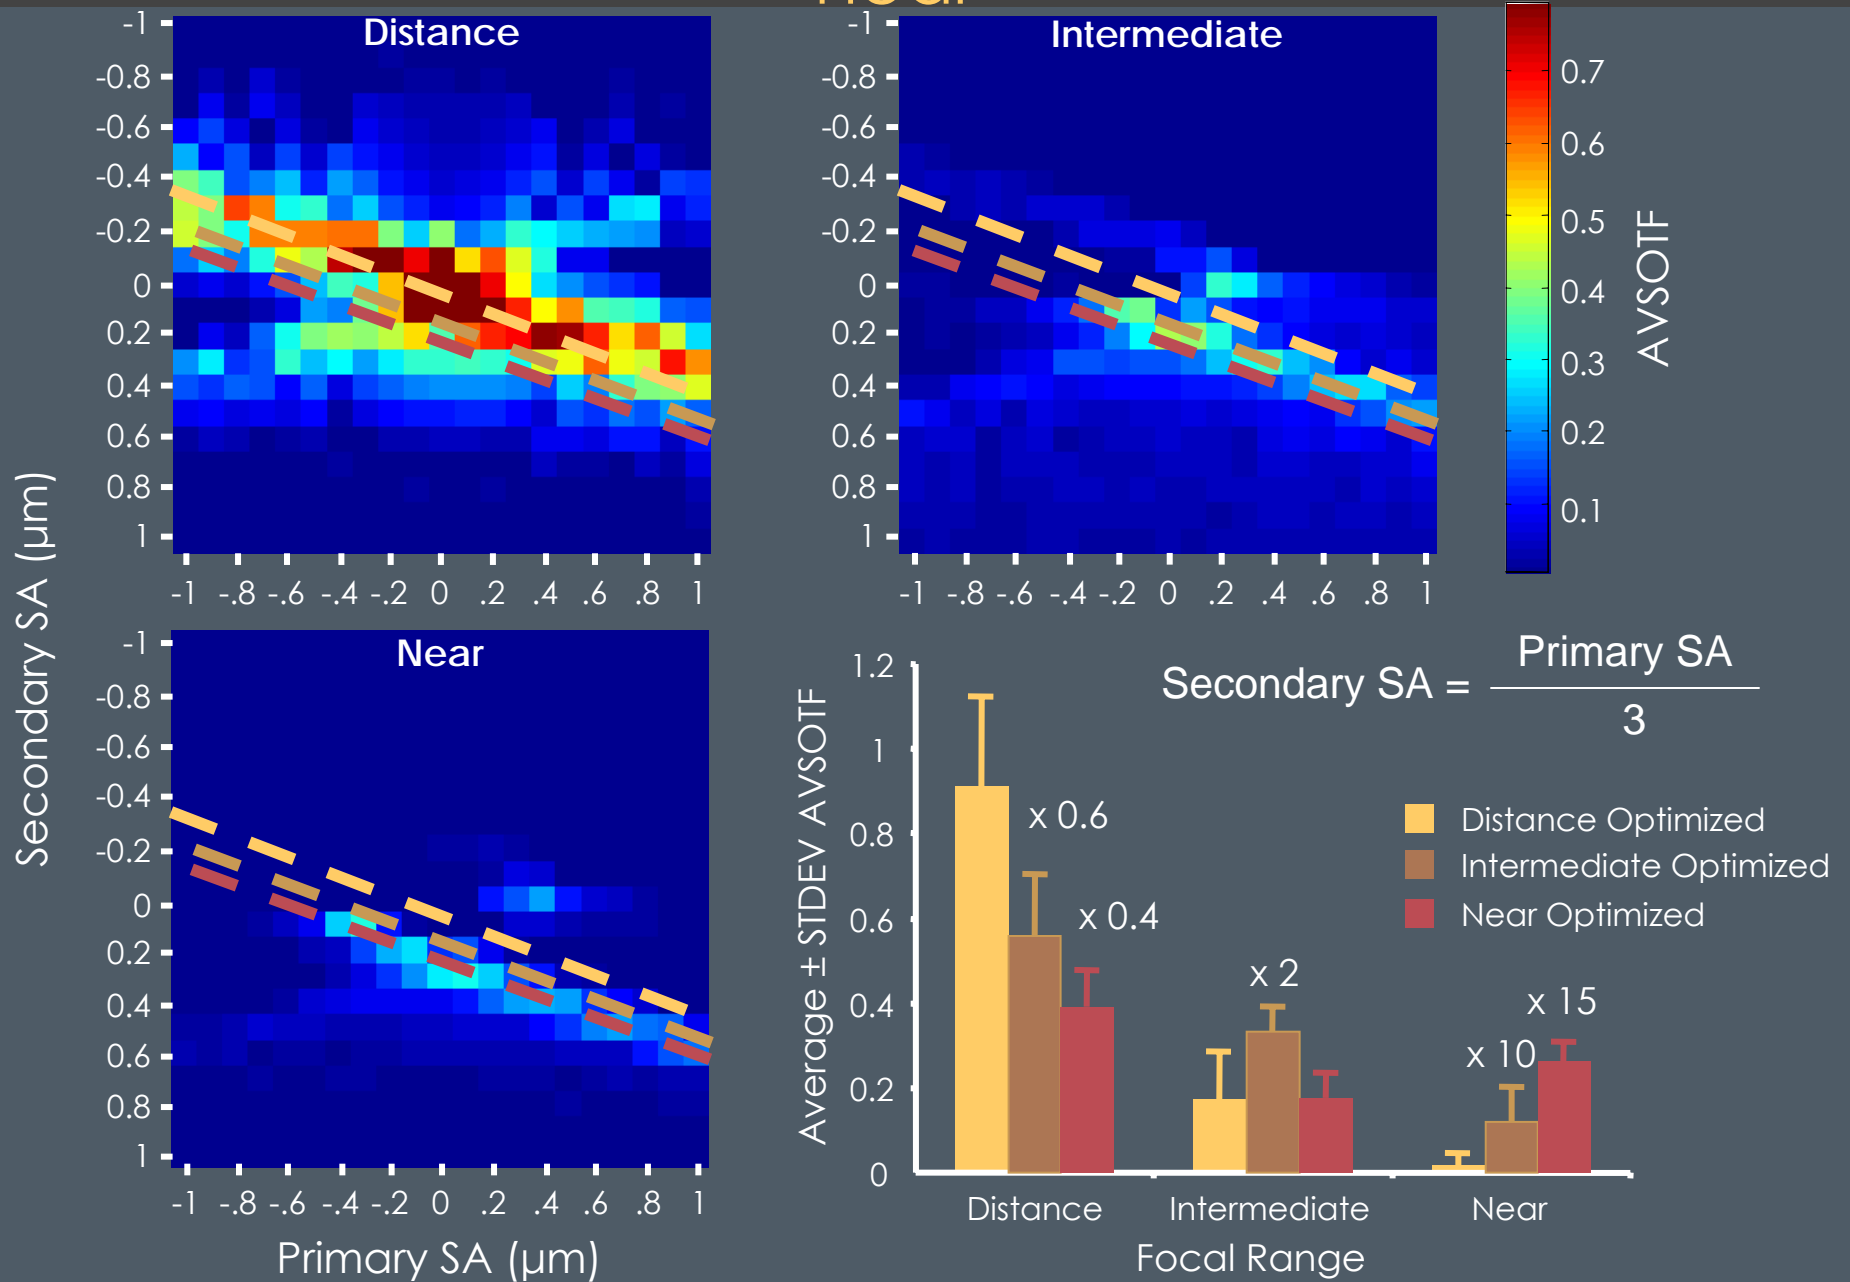 Distance
-1
-0.8
-0.6
-0.4
-0.2
0
0.2
0.4
0.6
0.8
1
-1 -.8 -.6 -.4 -.2 0 .2 .4 .6 .8 1
Intermediate
-1
-0.8
-0.6
-0.4
-0.2
0
0.2
0.4
0.6
0.8
1
-1 -.8 -.6 -.4 -.2 0 .2 .4 .6 .8 1
0.7
0.6
0.5
0.4
0.3
0.2
0.1
AVSOTF
Secondary SA (μm)
Near
-1
-0.8
-0.6
-0.4
-0.2
0
0.2
0.4
0.6
0.8
1
-1 -.8 -.6 -.4 -.2 0 .2 .4 .6 .8 1
Primary SA (μm)
Secondary SA = Primary SA
3
Average ± STDEV AVSOTF
1.2
1
0.8
0.6
0.4
0.2
0
x 0.6
x 0.4
x 2
x 10
x 15
Distance Optimized
Intermediate Optimized
Near Optimized
Distance Intermediate Near
Focal Range